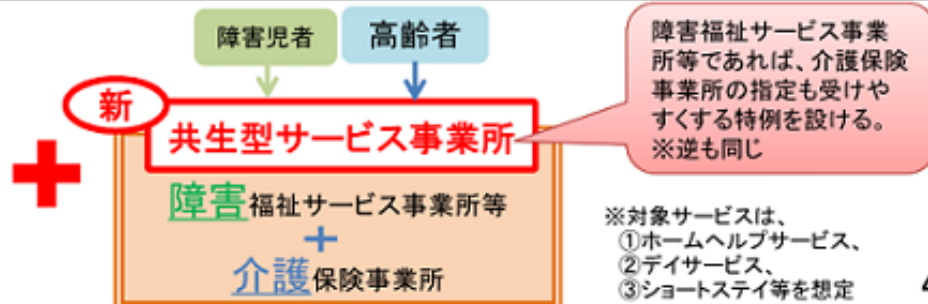 障害児者
高齢者
新
共生型サービス事業所
障害福祉サービス事業所等
+
介護保険事業所
障害福祉サービス事業
所等であれば、介護保険
事業所の指定も受けや
すくする特例を設ける。
※逆も同じ
※対象サービスは、
①ホームヘルプサービス、
②デイサービス、
③ショートステイ等を想定